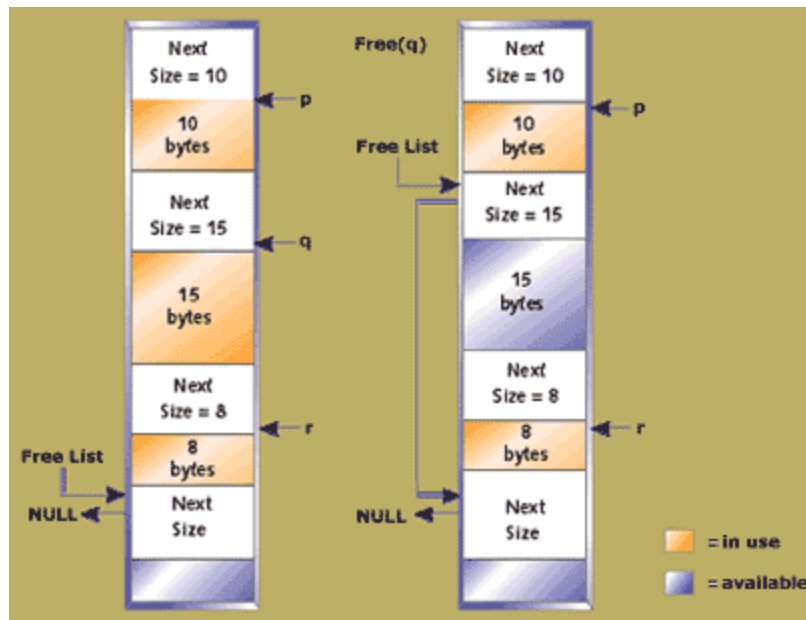 Next
Size = 10
p
10
bytes
Next
Size = 15
q
15
bytes
Next
Size = 8
r
8
bytes
Free List
NULL
Next
Size
Free(q)
Next
Size = 10
p
10
bytes
Free List
Next
Size = 15
15
bytes
Next
Size = 8
r
8
bytes
NULL
Next
Size
= in use
= available